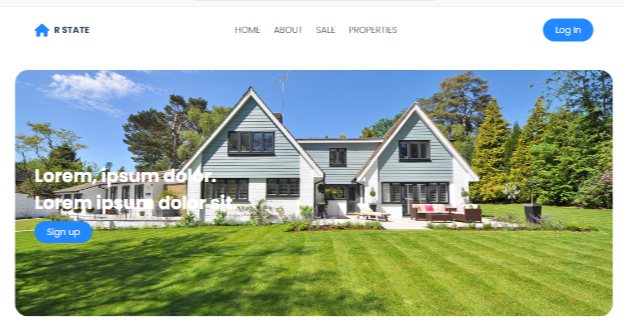 R STATE
HOME ABOUT SALE PROPERTIES
Log In
Lorem, ipsum dolor.
Lorem ipsum dolor sit.
Sign up